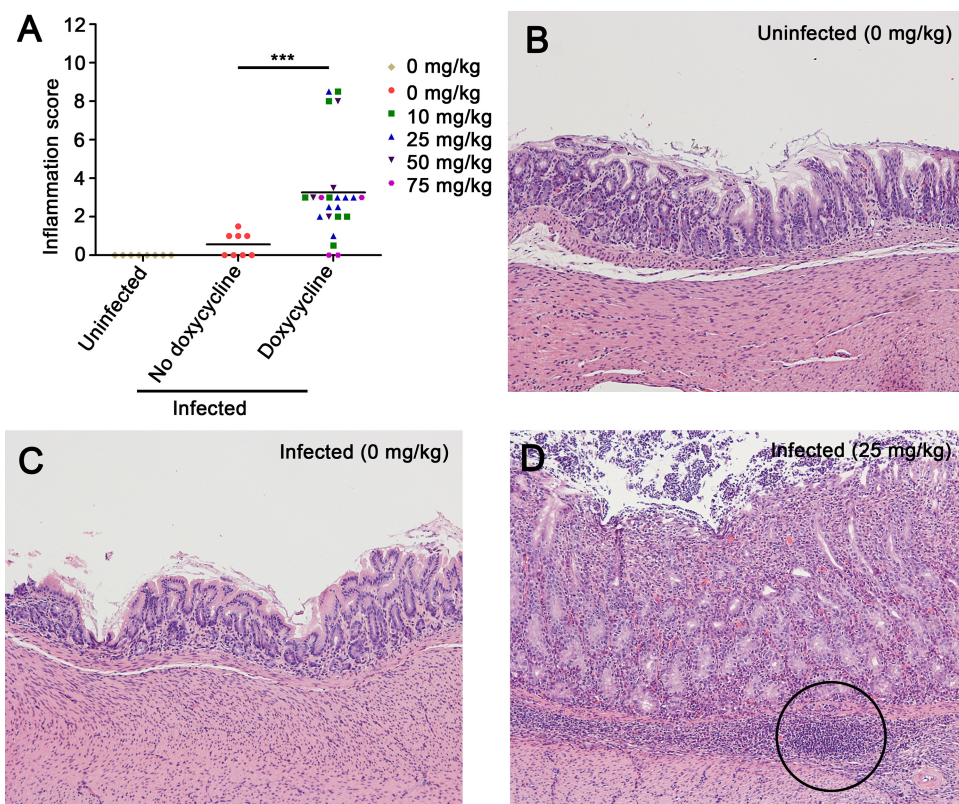 A
12
10
8
6
4
2
0
Inflammation score
***
0 mg/kg
0 mg/kg
10 mg/kg
25 mg/kg
50 mg/kg
75 mg/kg
Uninfected
No doxycycline
Doxycycline
Infected
B
Uninfected (0 mg/kg)
C
Infected (0 mg/kg)
D
Infected (25 mg/kg)